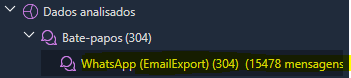 Dados analisados
Bate-papos (304)
WhatsApp (EmailExport) (304) (15478 mensagens